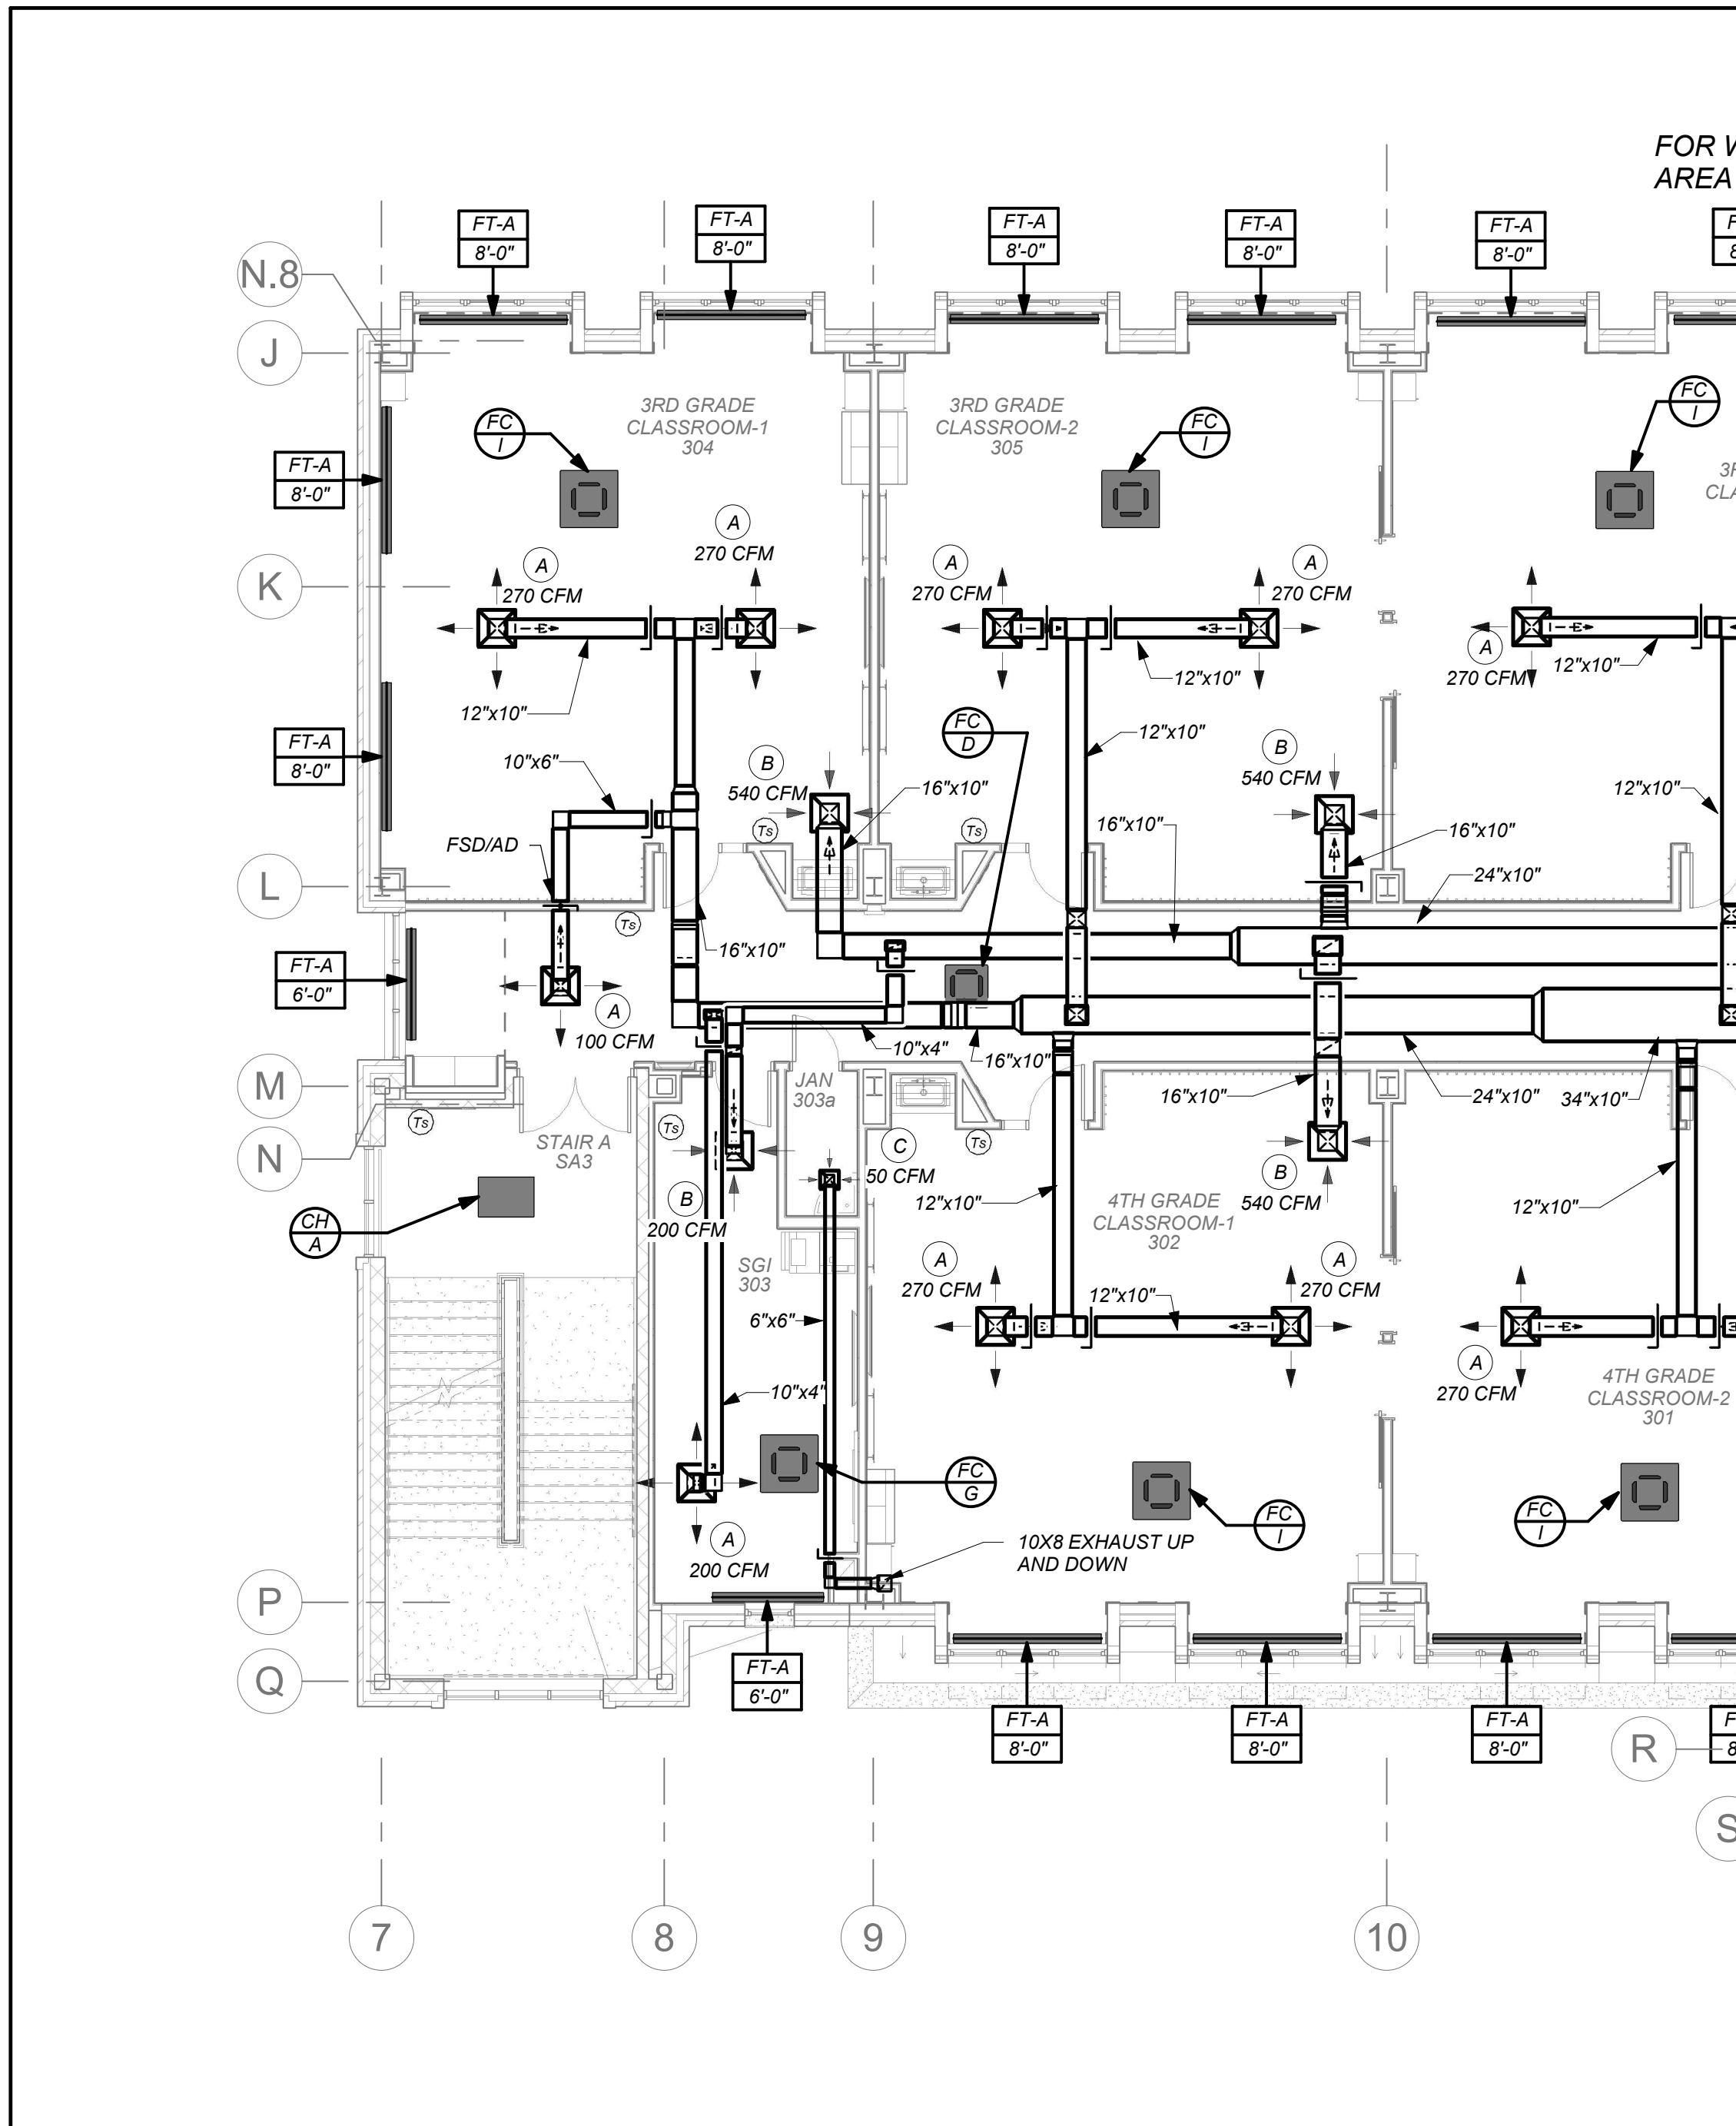 FOR
AREA
FT-A
8'-0"
FT-A
8'-0"
FT-A
8'-0"
FT-A
8'-0"
FT-A
8'-0"
N.8
J
3RD GRADE
CLASSROOM-1
304
3RD GRADE
CLASSROOM-2
305
FC
I
FC
I
FC
I
FT-A
8'-0"
A
270 CFM
A
270 CFM
A
270 CFM
A
270 CFM
K
A
270 CFM
12"x10"
12"x10"
12"x10"
FC
D
12"x10"
FT-A
8'-0"
10"x6"
B
540 CFM
16"x10"
B
540 CFM
12"x10"
Ts
Ts
16"x10"
16"x10"
FSD/AD
24"x10"
L
Ts
16"x10"
FT-A
6'-0"
A
100 CFM
10"x4"
16"x10"
M
JAN
303a
16"x10"
24"x10"
34"x10"
Ts
Ts
Ts
N
STAIR A
SA3
C
50 CFM
B
540 CFM
B
200 CFM
12"x10"
4TH GRADE
CLASSROOM-1
302
12"x10"
CH
A
SGI
303
A
270 CFM
A
270 CFM
12"x10"
6"x6"
A
270 CFM
4TH GRADE
CLASSROOM-2
301
10"x4"
FC
G
FC
I
FC
I
A
200 CFM
10X8 EXHAUST UP
AND DOWN
P
Q
FT-A
6'-0"
FT-A
8'-0"
FT-A
8'-0"
FT-A
8'-0"
R
S
7
8
9
10